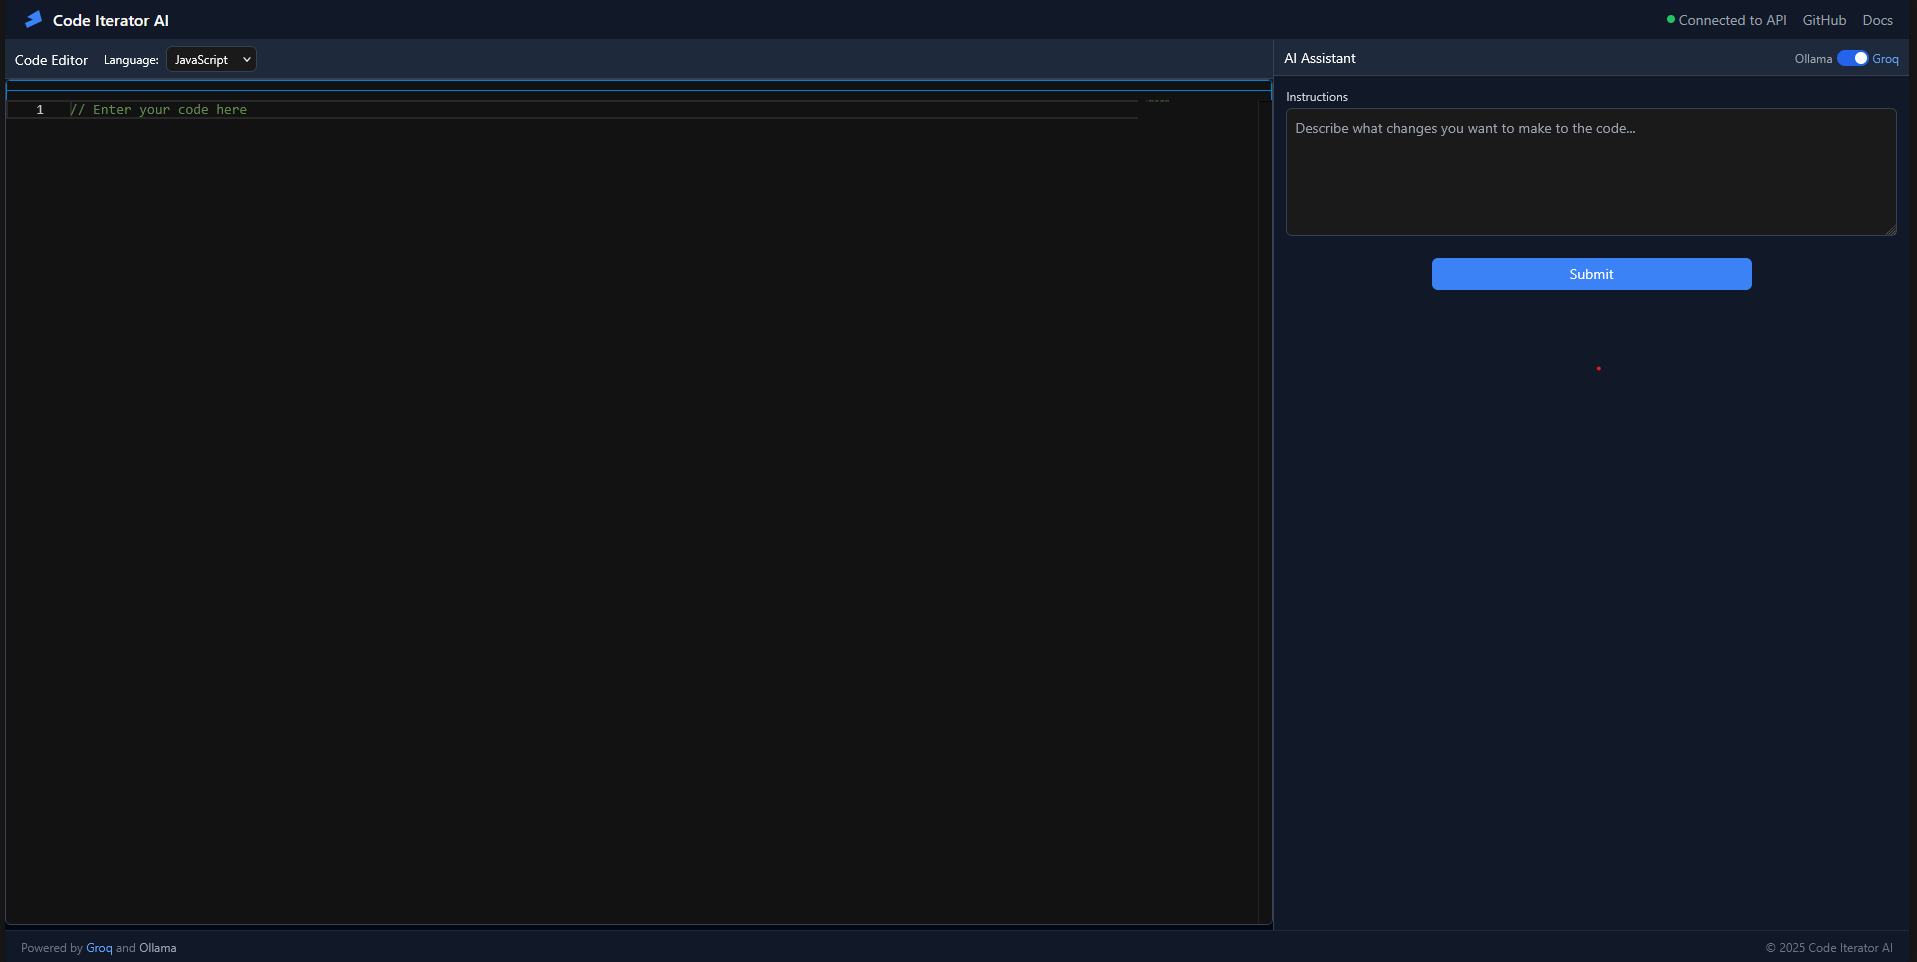 Code Iterator AI
Connected to API GitHub Docs
Code Editor Language: JavaScript
AI Assistant
Ollama Groq
1 // Enter your code here
Instructions
Describe what changes you want to make to the code...
Submit
Powered by Groq and Ollama
© 2025 Code Iterator AI